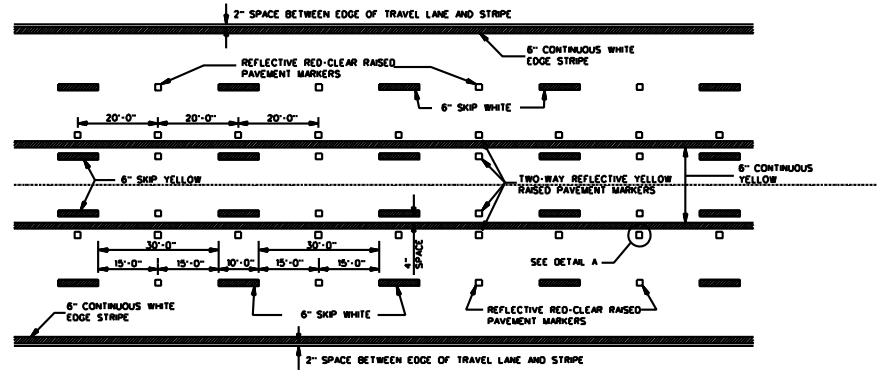 2" SPACE BETWEEN EDGE OF TRAVEL LANE AND STRIPE
6" CONTINUOUS WHITE
EDGE STRIPE
REFLECTIVE RED-CLEAR RAISED
PAVEMENT MARKERS
6" SKIP WHITE
20'-0" 20'-0" 20'-0"
6" SKIP YELLOW
TWO-WAY REFLECTIVE YELLOW
RAISED PAVEMENT MARKERS
6" CONTINUOUS
YELLOW
30'-0" 30'-0"
15'-0" 15'-0" 10'-0" 15'-0" 15'-0"
4"
SPACE
SEE DETAIL A
6" CONTINUOUS WHITE
EDGE STRIPE
6" SKIP WHITE
REFLECTIVE RED-CLEAR RAISED
PAVEMENT MARKERS
2" SPACE BETWEEN EDGE OF TRAVEL LANE AND STRIPE